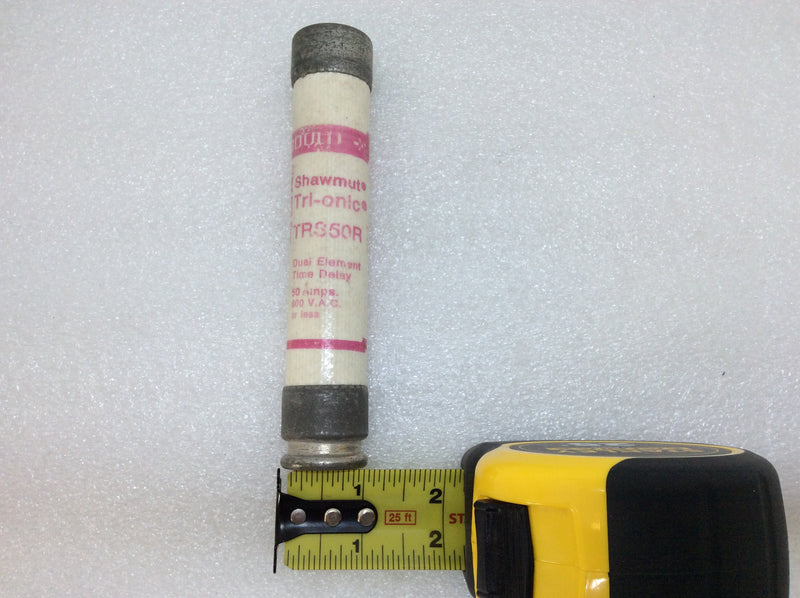 Shawmut®
Tri-onic®
TRS50R
Dual Element
Time Delay
50 Amps.
600 V.A.C.
or less
1 2
25 ft ST
1 2